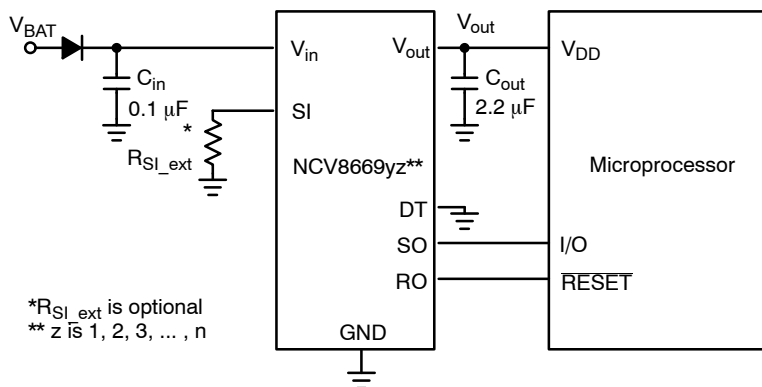 V_BAT
C_in
0.1 μF
*
R_SI_ext
V_in
SI
V_out
NCV8669yz**
DT
SO
RO
GND
V_out
C_out
2.2 μF
V_DD
Microprocessor
I/O
RESET
*R_SI_ext is optional
** z is 1, 2, 3, ... , n